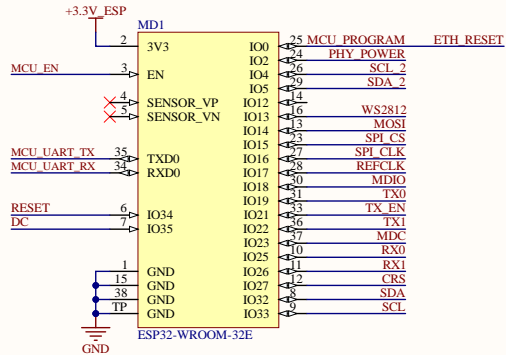 +3.3V_ESP
MD1
2 3V3 IO0 25 MCU_PROGRAM ETH_RESET
IO2 24 PHY_POWER
MCU_EN 3 EN IO4 26 SCL_2
IO5 29 SDA_2
4 SENSOR_VP IO12 14
5 SENSOR_VN IO13 16 WS2812
IO14 13 MOSI
IO15 23 SPI_CS
MCU_UART_TX 35 TXD0 IO16 27 SPI_CLK
MCU_UART_RX 34 RXD0 IO17 28 REFCLK
IO18 30 MDIO
IO19 31 TX0
RESET 6 IO34 IO21 33 TX_EN
DC 7 IO35 IO22 36 TX1
IO23 37 MDC
IO25 10 RX0
1 GND IO26 11 RX1
15 GND IO27 12 CRS
38 GND IO32 8 SDA
TP GND IO33 9 SCL
ESP32-WROOM-32E
GND